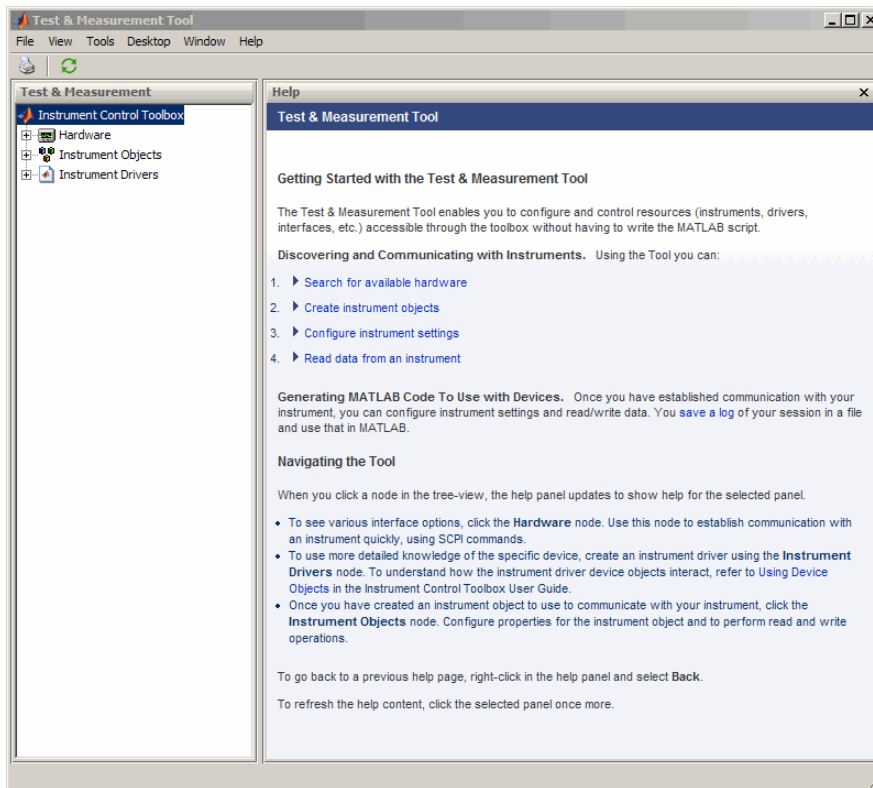 Test & Measurement Tool
File View Tools Desktop Window Help
Test & Measurement
Instrument Control Toolbox
Hardware
Instrument Objects
Instrument Drivers
Help
Test & Measurement Tool
Getting Started with the Test & Measurement Tool
The Test & Measurement Tool enables you to configure and control resources (instruments, drivers,
interfaces, etc.) accessible through the toolbox without having to write the MATLAB script.
Discovering and Communicating with Instruments. Using the Tool you can:
1. Search for available hardware
2. Create instrument objects
3. Configure instrument settings
4. Read data from an instrument
Generating MATLAB Code To Use with Devices. Once you have established communication with your
instrument, you can configure instrument settings and read/write data. You save a log of your session in a file
and use that in MATLAB.
Navigating the Tool
When you click a node in the tree-view, the help panel updates to show help for the selected panel.
• To see various interface options, click the Hardware node. Use this node to establish communication with
an instrument quickly, using SCPI commands.
• To use more detailed knowledge of the specific device, create an instrument driver using the Instrument
Drivers node. To understand how the instrument driver device objects interact, refer to Using Device
Objects in the Instrument Control Toolbox User Guide.
• Once you have created an instrument object to use to communicate with your instrument, click the
Instrument Objects node. Configure properties for the instrument object and to perform read and write
operations.
To go back to a previous help page, right-click in the help panel and select Back.
To refresh the help content, click the selected panel once more.